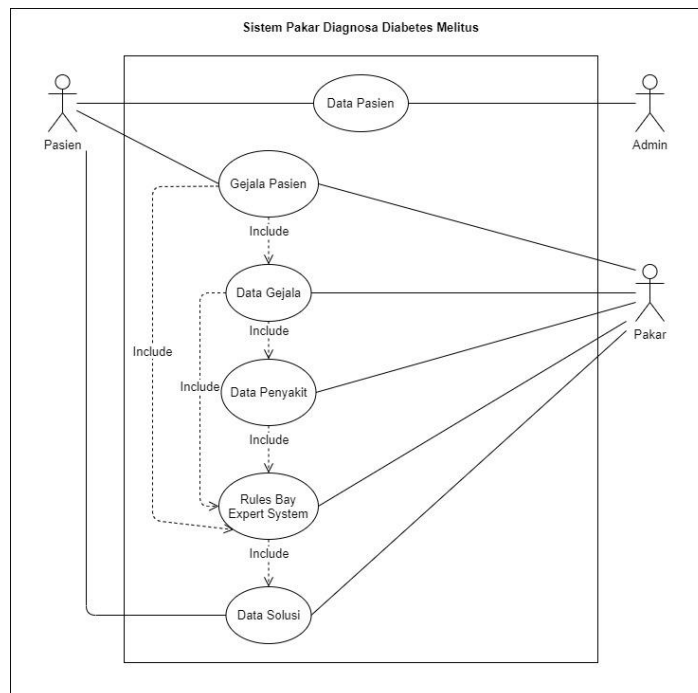 Sistem Pakar Diagnosa Diabetes Melitus
Data Pasien
Pasien
Admin
Gejala Pasien
Include
Data Gejala
Include
Pakar
Include
Include
Data Penyakit
Include
Rules Bay
Expert System
Include
Data Solusi